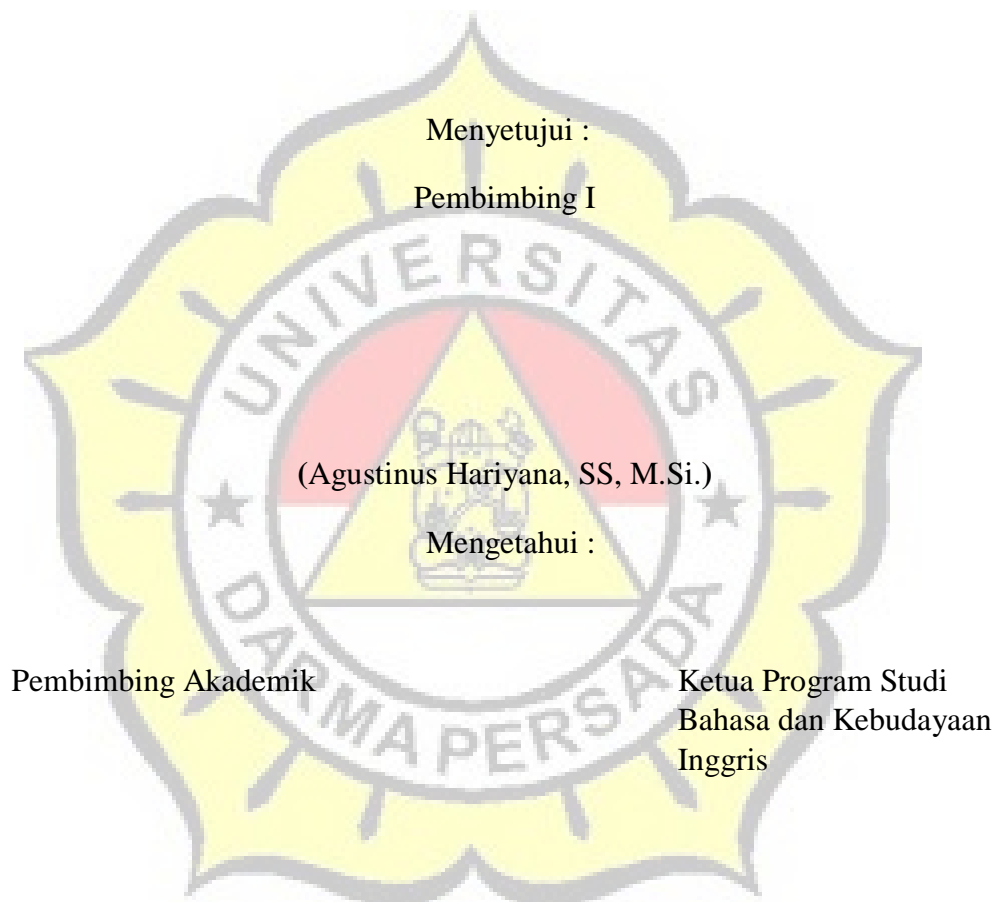 Menyetujui :
Pembimbing I
UNIVERSITAS
(Agustinus Hariyana, SS, M.Si.)
Mengetahui :
DARMA PERSADA
Pembimbing Akademik
Ketua Program Studi
Bahasa dan Kebudayaan
Inggris